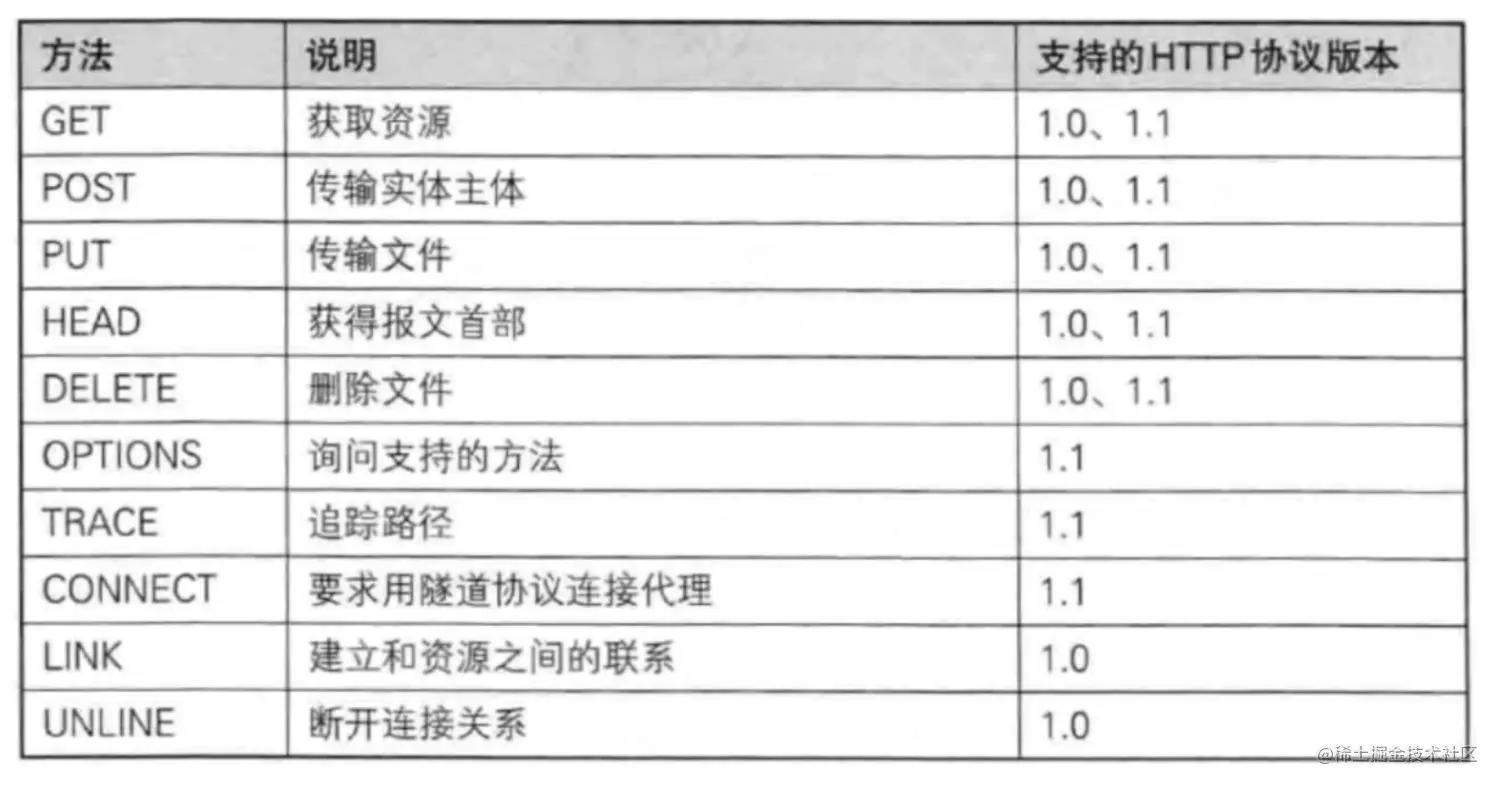 方法 说明 支持的HTTP协议版本
GET 获取资源 1.0、1.1
POST 传输实体主体 1.0、1.1
PUT 传输文件 1.0、1.1
HEAD 获得报文首部 1.0、1.1
DELETE 删除文件 1.0、1.1
OPTIONS 询问支持的方法 1.1
TRACE 追踪路径 1.1
CONNECT 要求用隧道协议连接代理 1.1
LINK 建立和资源之间的联系 1.0
UNLINE 断开连接关系 1.0
@稀土掘金技术社区